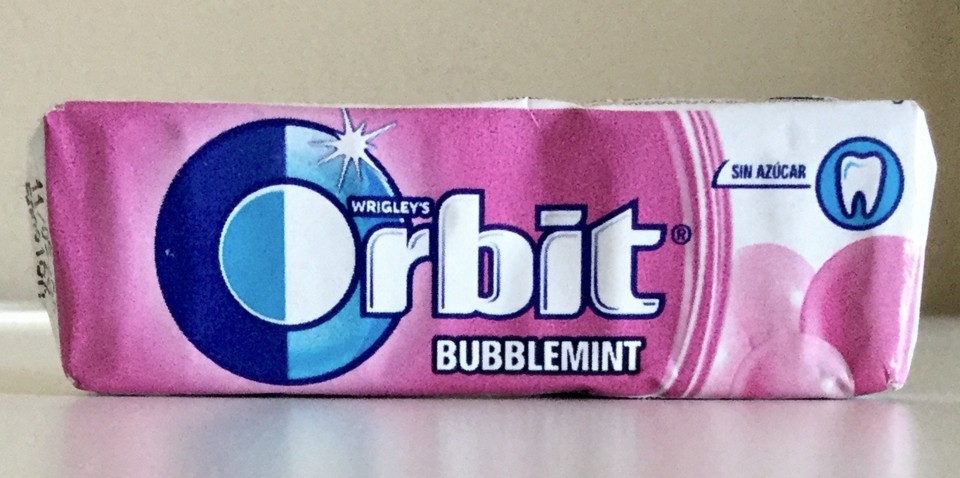 WRIGLEY'S
Orbit®
BUBBLEMINT
SIN AZÚCAR